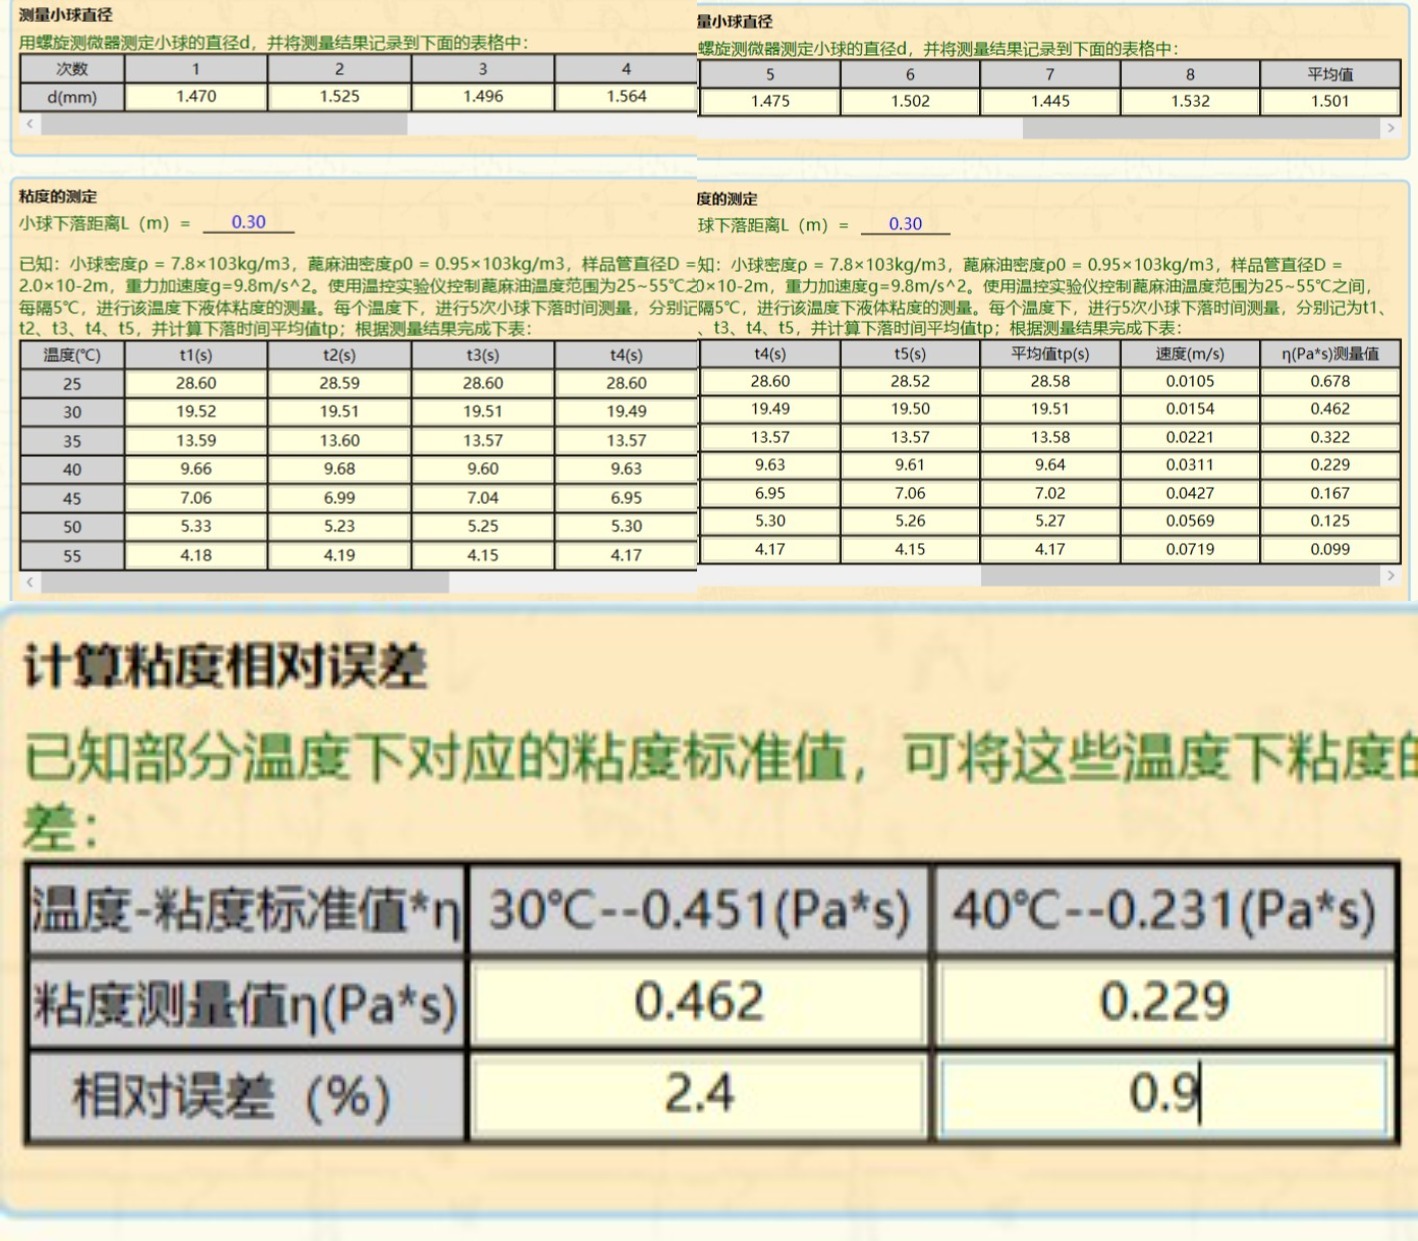 测量小球直径
用螺旋测微器测定小球的直径d，并将测量结果记录到下面的表格中：
次数 1 2 3 4
d(mm) 1.470 1.525 1.496 1.564
量小球直径
螺旋测微器测定小球的直径d，并将测量结果记录到下面的表格中：
5 6 7 8 平均值
1.475 1.502 1.445 1.532 1.501
粘度的测定
小球下落距离L（m）= 0.30
已知：小球密度ρ = 7.8×103kg/m3，蓖麻油密度ρ0 = 0.95×103kg/m3，样品管直径D =
2.0×10-2m，重力加速度g=9.8m/s^2。使用温控实验仪控制蓖麻油温度范围为25~55℃之
每隔5℃，进行该温度下液体粘度的测量。每个温度下，进行5次小球下落时间测量，分别记
t2、t3、t4、t5，并计算下落时间平均值tp；根据测量结果完成下表：
温度(℃) t1(s) t2(s) t3(s) t4(s)
25 28.60 28.59 28.60 28.60
30 19.52 19.51 19.51 19.49
35 13.59 13.60 13.57 13.57
40 9.66 9.68 9.60 9.63
45 7.06 6.99 7.04 6.95
50 5.33 5.23 5.25 5.30
55 4.18 4.19 4.15 4.17
度的测定
球下落距离L（m）= 0.30
知：小球密度ρ = 7.8×103kg/m3，蓖麻油密度ρ0 = 0.95×103kg/m3，样品管直径D =
0×10-2m，重力加速度g=9.8m/s^2。使用温控实验仪控制蓖麻油温度范围为25~55℃之间，
隔5℃，进行该温度下液体粘度的测量。每个温度下，进行5次小球下落时间测量，分别记为t1、
、t3、t4、t5，并计算下落时间平均值tp；根据测量结果完成下表：
t4(s) t5(s) 平均值tp(s) 速度(m/s) η(Pa*s)测量值
28.60 28.52 28.58 0.0105 0.678
19.49 19.50 19.51 0.0154 0.462
13.57 13.57 13.58 0.0221 0.322
9.63 9.61 9.64 0.0311 0.229
6.95 7.06 7.02 0.0427 0.167
5.30 5.26 5.27 0.0569 0.125
4.17 4.15 4.17 0.0719 0.099
计算粘度相对误差
已知部分温度下对应的粘度标准值，可将这些温度下粘度的
差：
温度-粘度标准值*η 30℃--0.451(Pa*s) 40℃--0.231(Pa*s)
粘度测量值η(Pa*s) 0.462 0.229
相对误差（%） 2.4 0.9